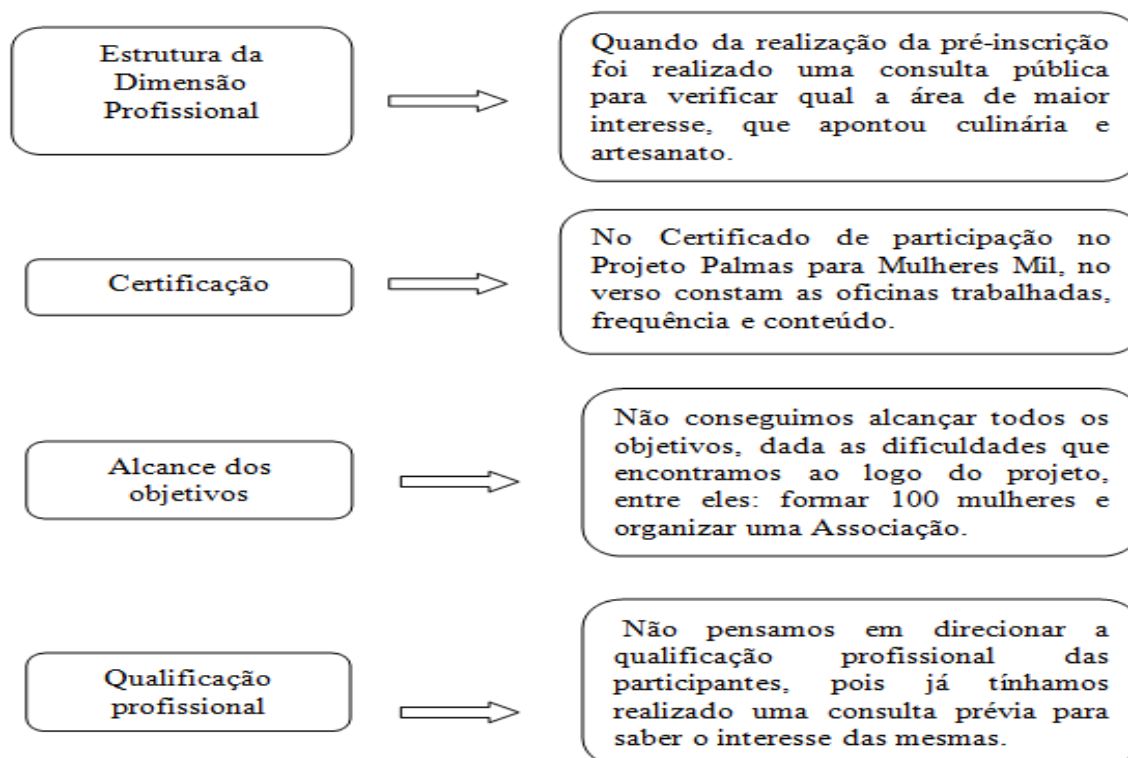 Estrutura da
Dimensão
Profissional
Quando da realização da pré-inscrição
foi realizado uma consulta pública
para verificar qual a área de maior
interesse, que apontou culinária e
artesanato.
Certificação
No Certificado de participação no
Projeto Palmas para Mulheres Mil, no
verso constam as oficinas trabalhadas,
frequência e conteúdo.
Alcance dos
objetivos
Não conseguimos alcançar todos os
objetivos, dada as dificuldades que
encontramos ao logo do projeto,
entre eles: formar 100 mulheres e
organizar uma Associação.
Qualificação
profissional
Não pensamos em direcionar a
qualificação profissional das
participantes, pois já tínhamos
realizado uma consulta prévia para
saber o interesse das mesmas.